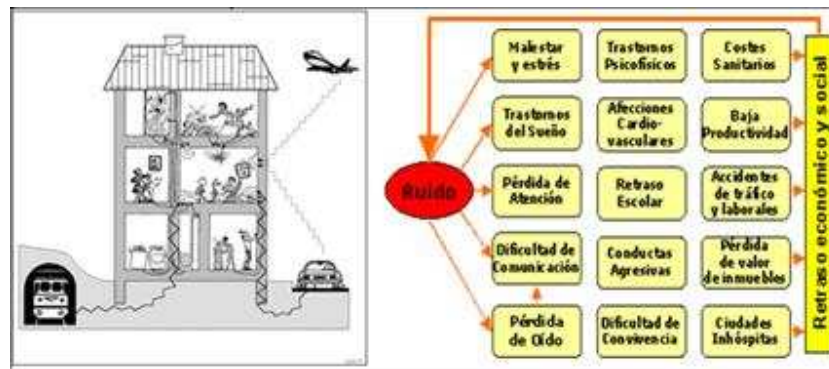 Ruido
Malestar
y estrés
Trastornos
Psicofísicos
Costes
Sanitarios
Trastornos
del Sueño
Afecciones
Cardio-
vasculares
Baja
Productividad
Pérdida de
Atención
Retraso
Escolar
Accidentes
de tráfico
y laborales
Dificultad de
Comunicación
Conductas
Agresivas
Pérdida
de valor
de inmuebles
Pérdida
de Oído
Dificultad de
Convivencia
Ciudades
Inhóspitas
Retraso económico y social